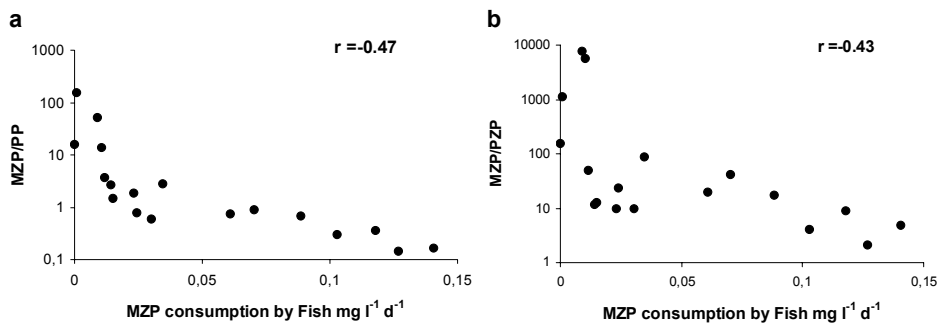 a
r =-0.47
MZP/PP
1000
100
10
1
0,1
0
0,05
0,1
0,15
MZP consumption by Fish mg l⁻¹ d⁻¹
b
r =-0.43
MZP/PZP
10000
1000
100
10
1
0
0,05
0,1
0,15
MZP consumption by Fish mg l⁻¹ d⁻¹